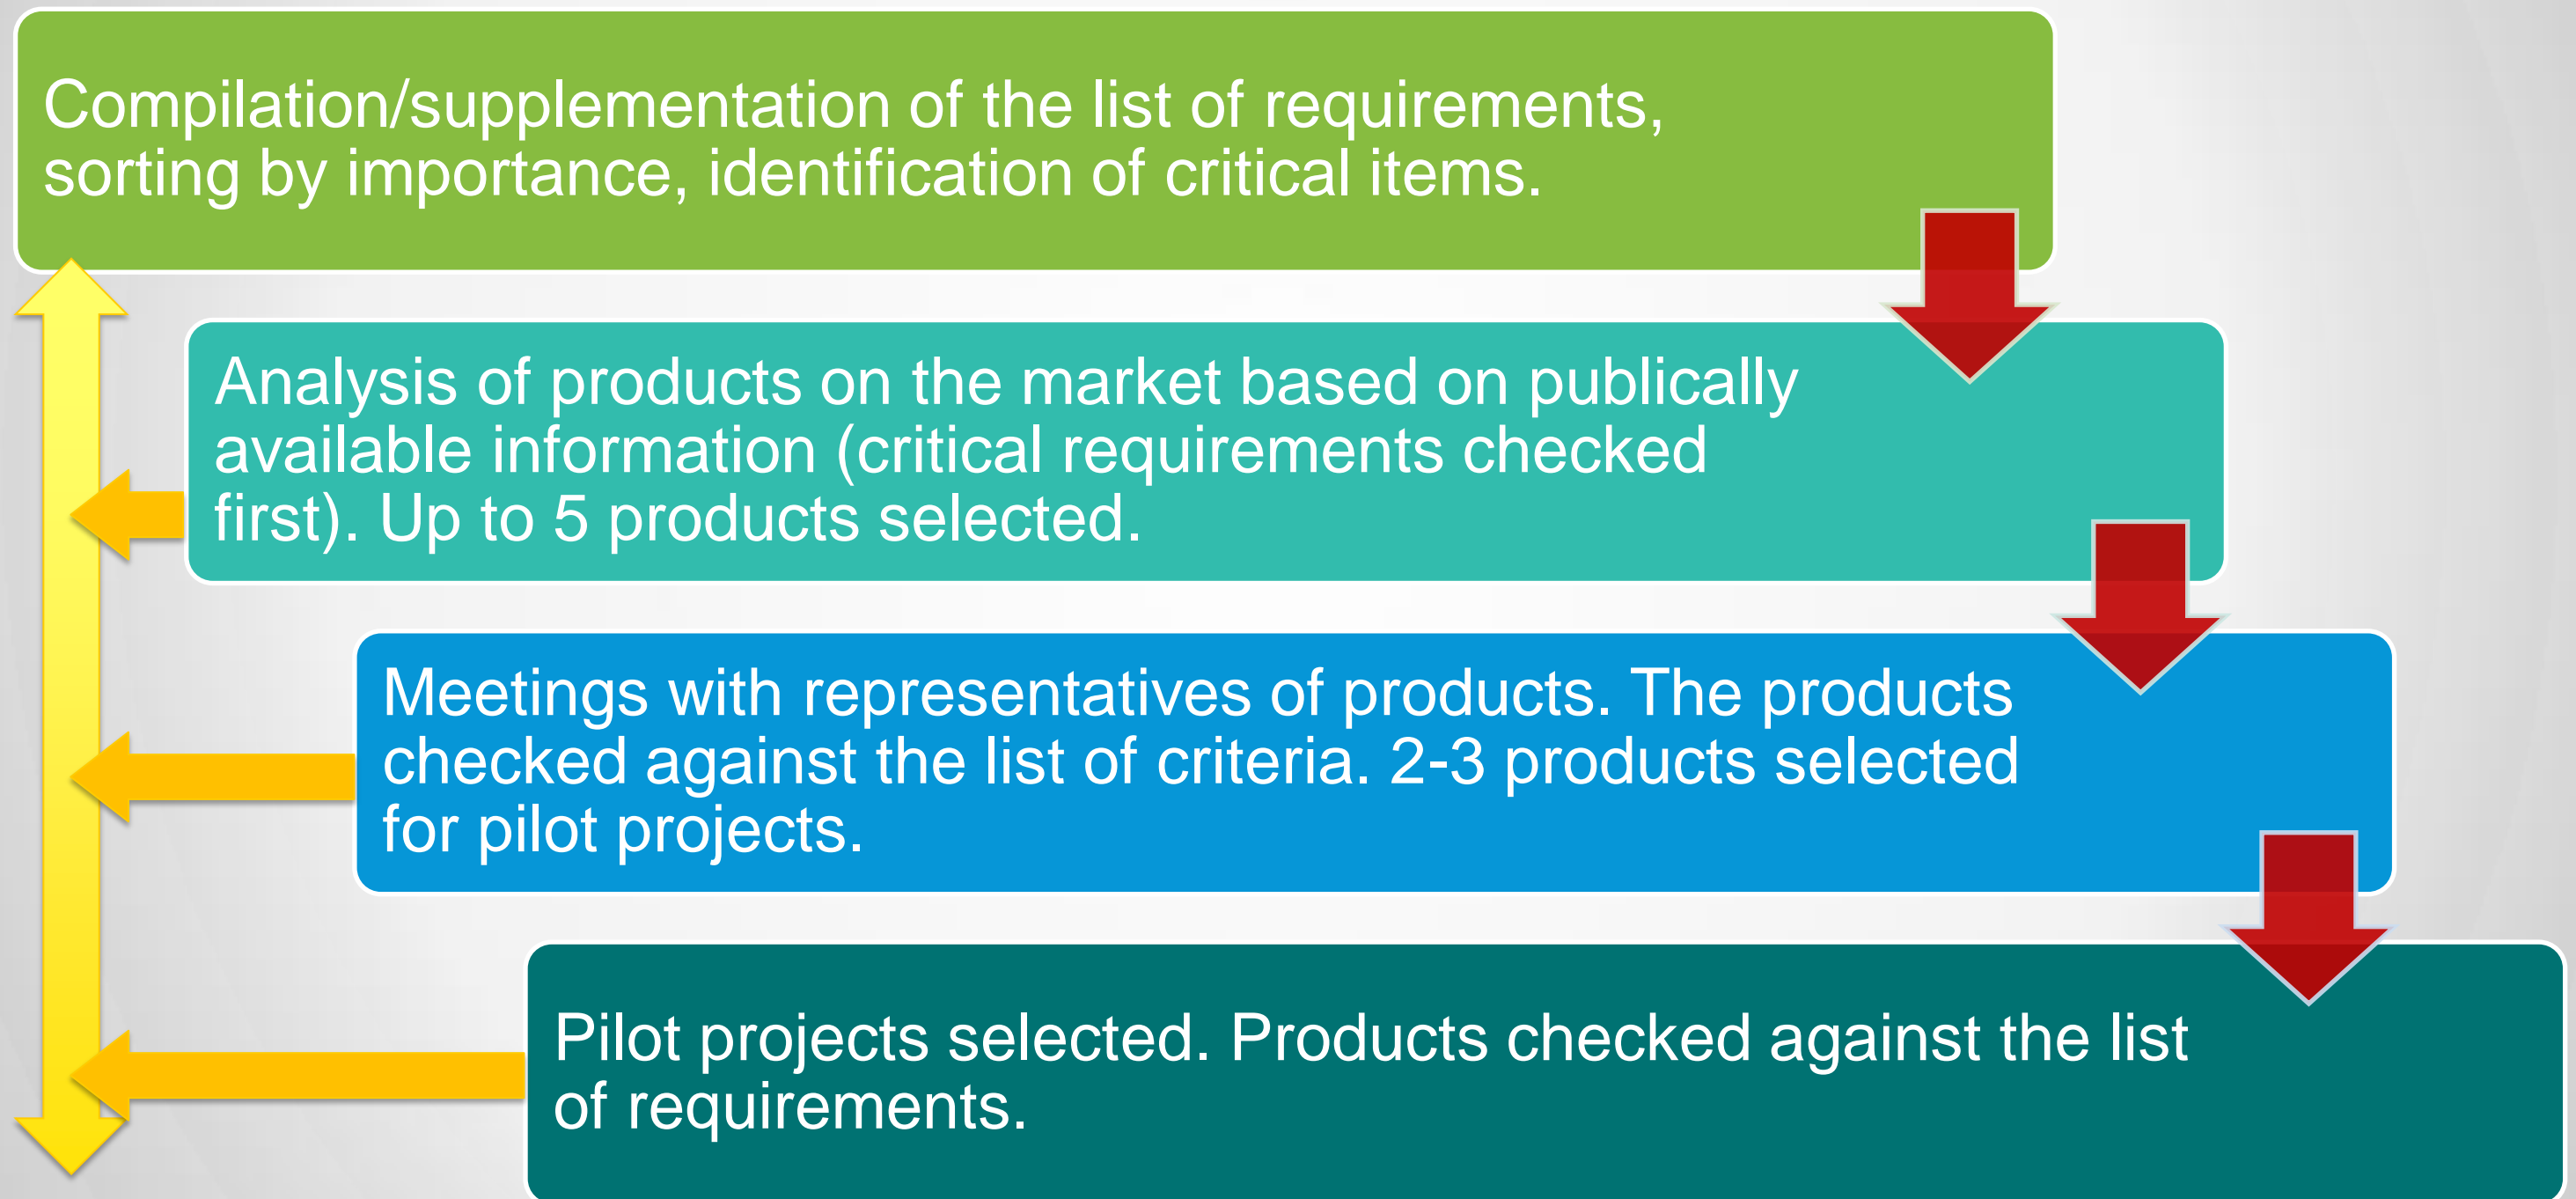 Compilation/supplementation of the list of requirements,
sorting by importance, identification of critical items.
Analysis of products on the market based on publically
available information (critical requirements checked
first). Up to 5 products selected.
Meetings with representatives of products. The products
checked against the list of criteria. 2-3 products selected
for pilot projects.
Pilot projects selected. Products checked against the list
of requirements.